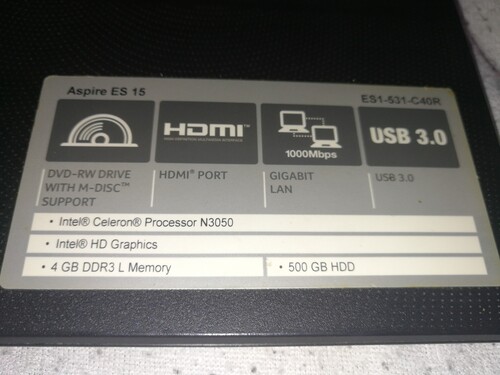 Aspire ES 15
ES1-531-C40R
HDMI™
1000Mbps
USB 3.0
DVD-RW DRIVE
WITH M-DISC™
SUPPORT
HDMI® PORT
GIGABIT
LAN
USB 3.0
• Intel® Celeron® Processor N3050
• Intel® HD Graphics
• 4 GB DDR3 L Memory
• 500 GB HDD